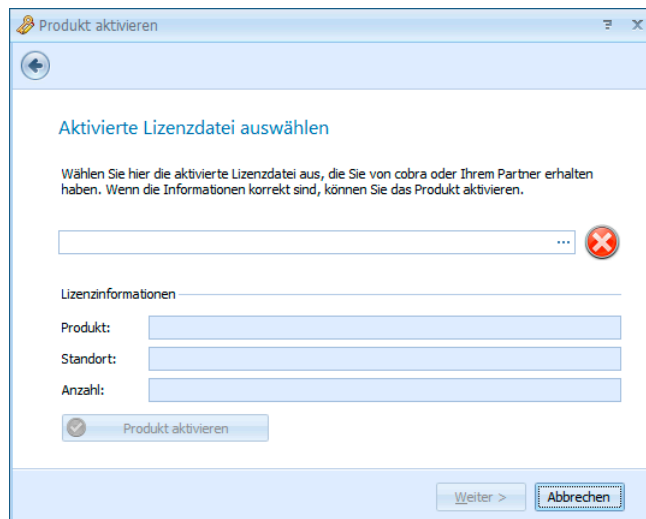 Produkt aktivieren
Aktivierte Lizenzdatei auswählen
Wählen Sie hier die aktivierte Lizenzdatei aus, die Sie von cobra oder Ihrem Partner erhalten
haben. Wenn die Informationen korrekt sind, können Sie das Produkt aktivieren.
...
Lizenzinformationen
Produkt:
Standort:
Anzahl:
Produkt aktivieren
Weiter > Abbrechen